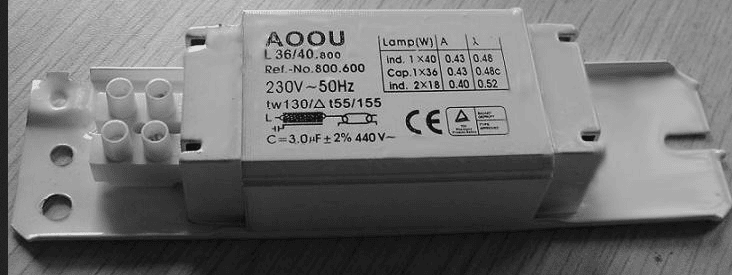 AOOU
L 36/40.800
Ref.-No.800.600
230V~50Hz
tw130/△ t55/155
L
C=3.0μF±2% 440V~
Lamp(W) A λ
ind. 1×40 0.43 0.48
Cap.1×36 0.43 0.48c
ind. 2×18 0.40 0.52
CE
TYPE